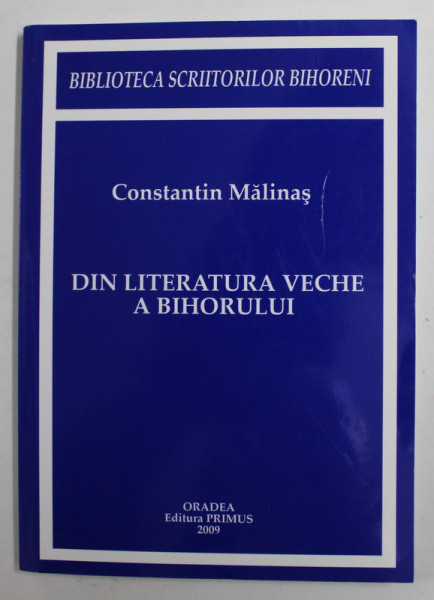 BIBLIOTECA SCRIITORILOR BIHORENI
Constantin Mălinaş
DIN LITERATURA VECHE
A BIHORULUI
ORADEA
Editura PRIMUS
2009